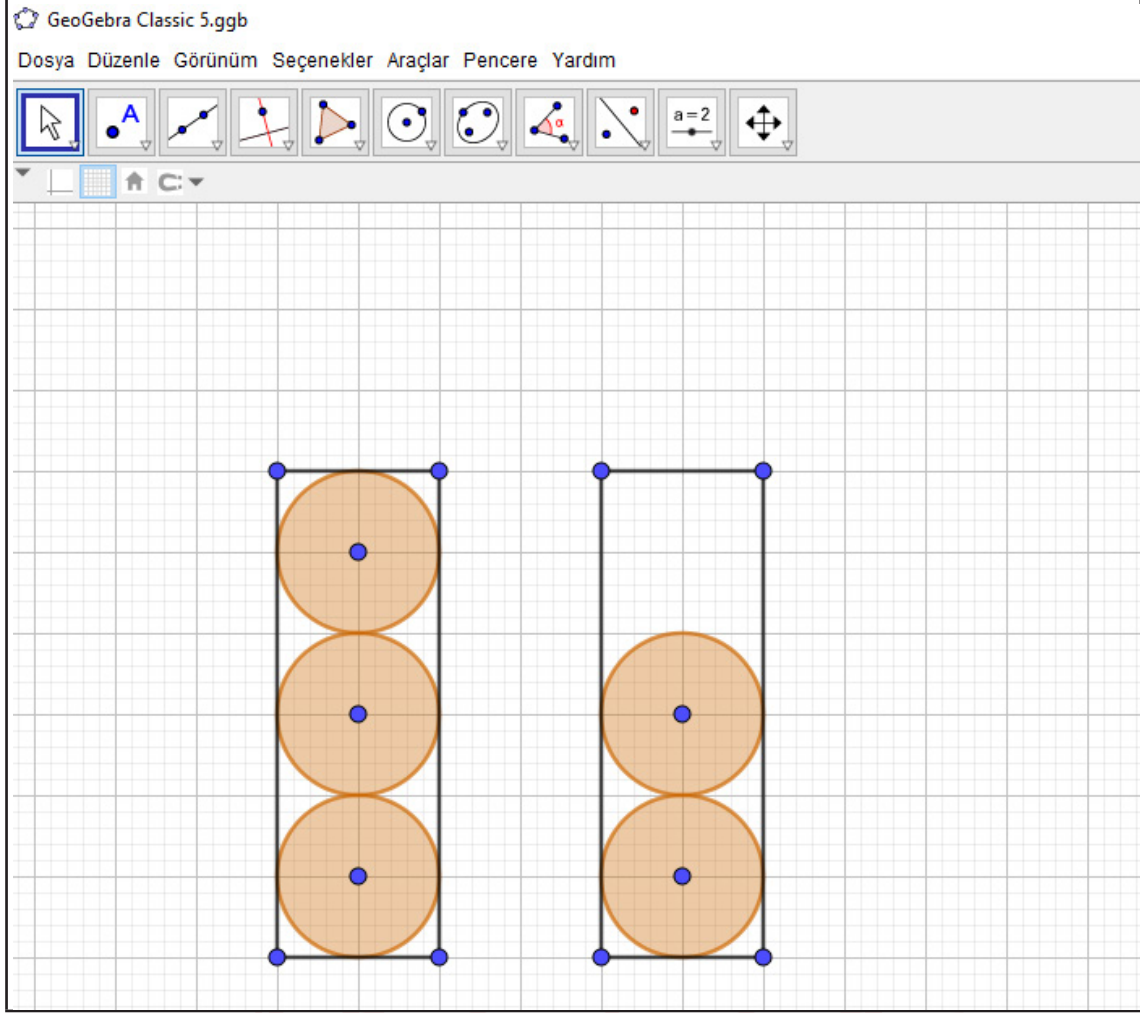 GeoGebra Classic 5.ggb
Dosya Düzenle Görünüm Seçenekler Araçlar Pencere Yardım
A
α
a=2